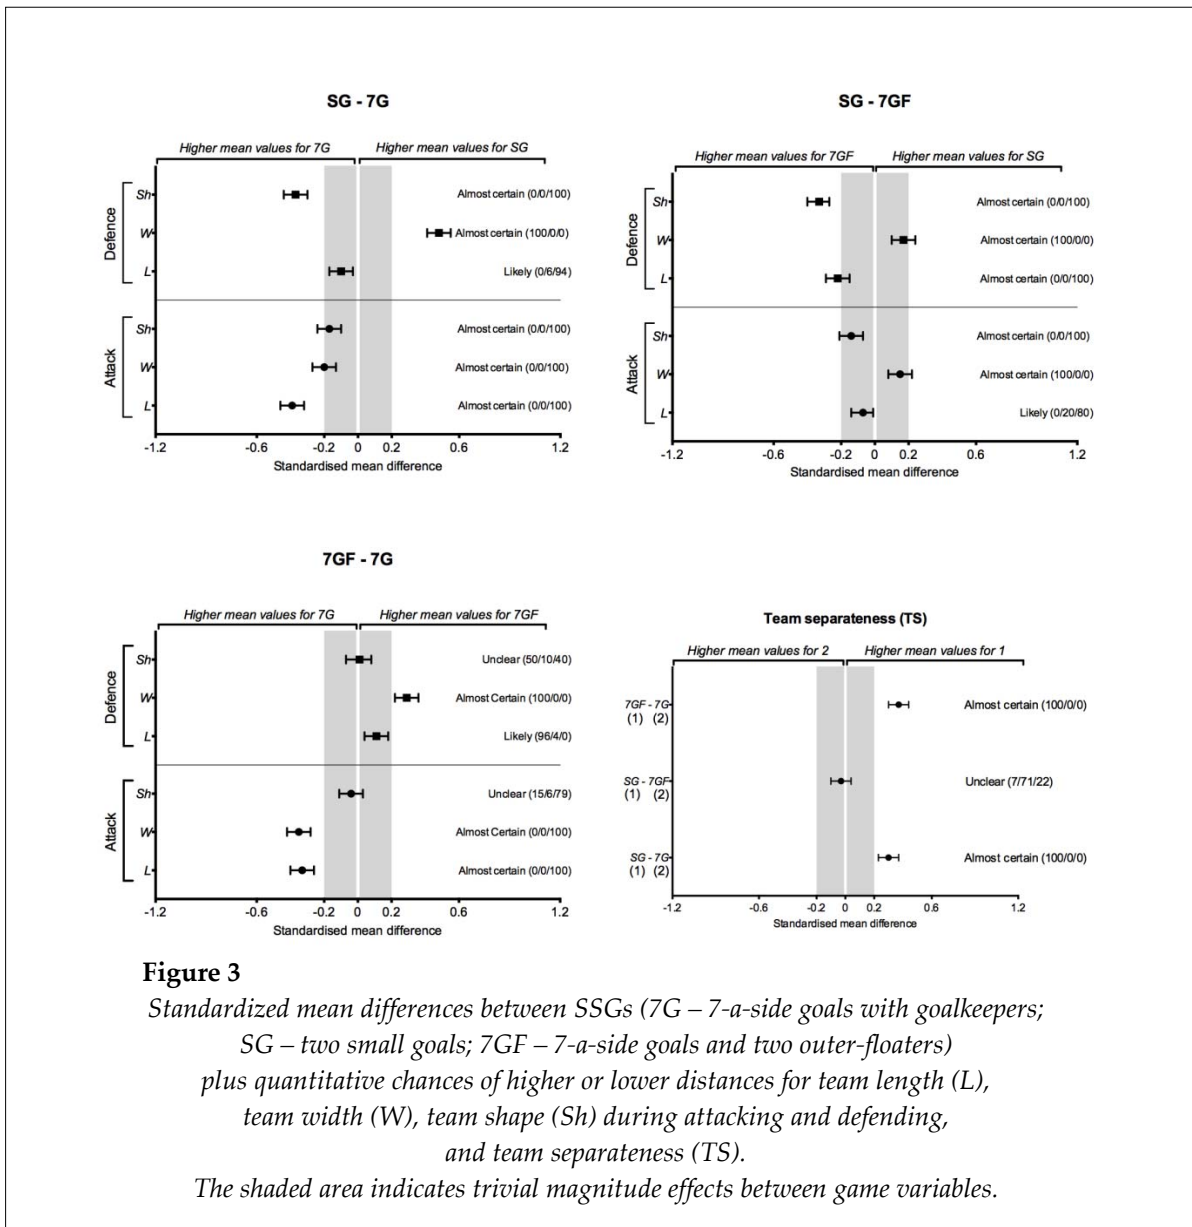 SG - 7G
Higher mean values for 7G
Higher mean values for SG
Defence
Sh
Almost certain (0/0/100)
W
Almost certain (100/0/0)
L
Likely (0/6/94)
Attack
Sh
Almost certain (0/0/100)
W
Almost certain (0/0/100)
L
Almost certain (0/0/100)
-1.2 -0.6 -0.2 0 0.2 0.6 1.2
Standardised mean difference
SG - 7GF
Higher mean values for 7GF
Higher mean values for SG
Defence
Sh
Almost certain (0/0/100)
W
Almost certain (100/0/0)
L
Almost certain (0/0/100)
Attack
Sh
Almost certain (0/0/100)
W
Almost certain (100/0/0)
L
Likely (0/20/80)
-1.2 -0.6 -0.2 0 0.2 0.6 1.2
Standardised mean difference
7GF - 7G
Higher mean values for 7G
Higher mean values for 7GF
Defence
Sh
Unclear (50/10/40)
W
Almost Certain (100/0/0)
L
Likely (96/4/0)
Attack
Sh
Unclear (15/6/79)
W
Almost Certain (0/0/100)
L
Almost certain (0/0/100)
-1.2 -0.6 -0.2 0 0.2 0.6 1.2
Standardised mean difference
Team separateness (TS)
Higher mean values for 2
Higher mean values for 1
7GF - 7G
(1) (2)
Almost certain (100/0/0)
SG - 7GF
(1) (2)
Unclear (7/71/22)
SG - 7G
(1) (2)
Almost certain (100/0/0)
-1.2 -0.6 -0.2 0 0.2 0.6 1.2
Standardised mean difference
Figure 3
Standardized mean differences between SSGs (7G – 7-a-side goals with goalkeepers;
SG – two small goals; 7GF – 7-a-side goals and two outer-floaters)
plus quantitative chances of higher or lower distances for team length (L),
team width (W), team shape (Sh) during attacking and defending,
and team separateness (TS).
The shaded area indicates trivial magnitude effects between game variables.